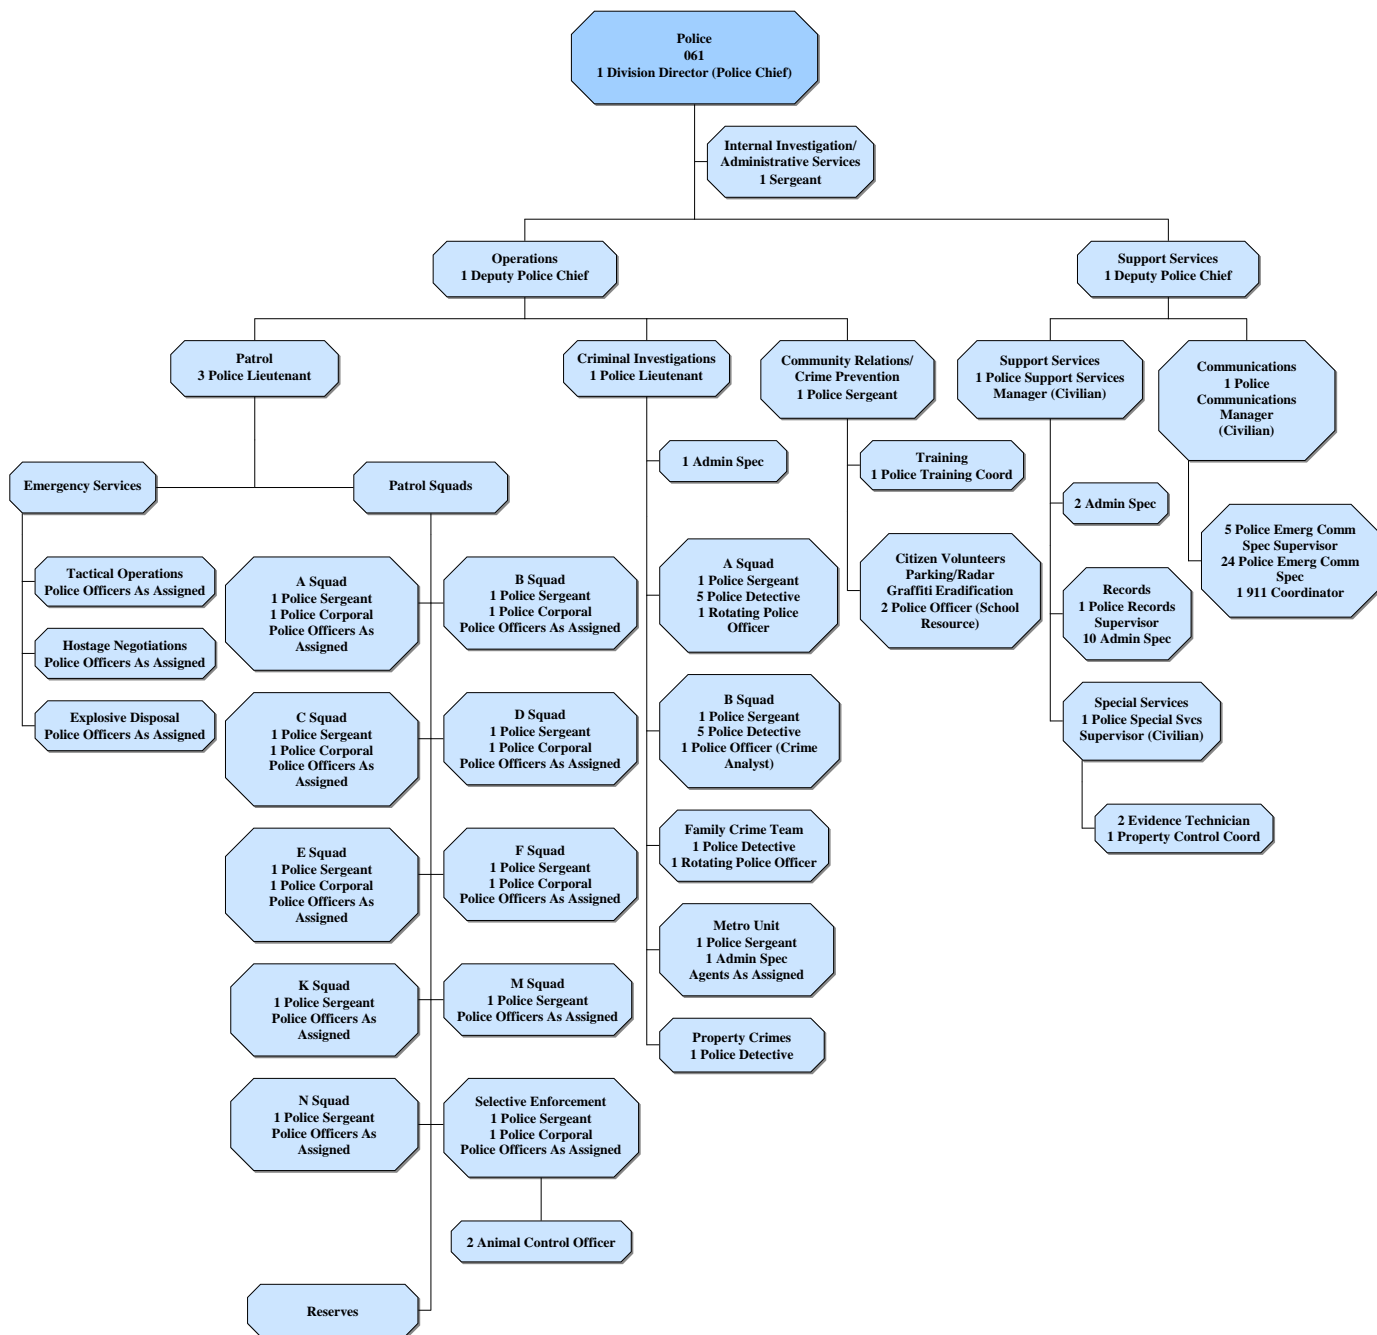 Police
061
1 Division Director (Police Chief)
Internal Investigation/
Administrative Services
1 Sergeant
Operations
1 Deputy Police Chief
Support Services
1 Deputy Police Chief
Patrol
3 Police Lieutenant
Criminal Investigations
1 Police Lieutenant
Community Relations/
Crime Prevention
1 Police Sergeant
Support Services
1 Police Support Services
Manager (Civilian)
Communications
1 Police
Communications
Manager
(Civilian)
Emergency Services
Patrol Squads
1 Admin Spec
Training
1 Police Training Coord
2 Admin Spec
5 Police Emerg Comm
Spec Supervisor
24 Police Emerg Comm
Spec
1 911 Coordinator
Tactical Operations
Police Officers As Assigned
Hostage Negotiations
Police Officers As Assigned
Explosive Disposal
Police Officers As Assigned
A Squad
1 Police Sergeant
1 Police Corporal
Police Officers As
Assigned
B Squad
1 Police Sergeant
1 Police Corporal
Police Officers As Assigned
A Squad
1 Police Sergeant
5 Police Detective
1 Rotating Police
Officer
Citizen Volunteers
Parking/Radar
Graffiti Eradification
2 Police Officer (School
Resource)
Records
1 Police Records
Supervisor
10 Admin Spec
C Squad
1 Police Sergeant
1 Police Corporal
Police Officers As
Assigned
D Squad
1 Police Sergeant
1 Police Corporal
Police Officers As Assigned
B Squad
1 Police Sergeant
5 Police Detective
1 Police Officer (Crime
Analyst)
Special Services
1 Police Special Svcs
Supervisor (Civilian)
2 Evidence Technician
1 Property Control Coord
E Squad
1 Police Sergeant
1 Police Corporal
Police Officers As
Assigned
F Squad
1 Police Sergeant
1 Police Corporal
Police Officers As Assigned
Family Crime Team
1 Police Detective
1 Rotating Police Officer
Metro Unit
1 Police Sergeant
1 Admin Spec
Agents As Assigned
K Squad
1 Police Sergeant
Police Officers As
Assigned
M Squad
1 Police Sergeant
Police Officers As Assigned
Property Crimes
1 Police Detective
N Squad
1 Police Sergeant
Police Officers As
Assigned
Selective Enforcement
1 Police Sergeant
1 Police Corporal
Police Officers As Assigned
2 Animal Control Officer
Reserves